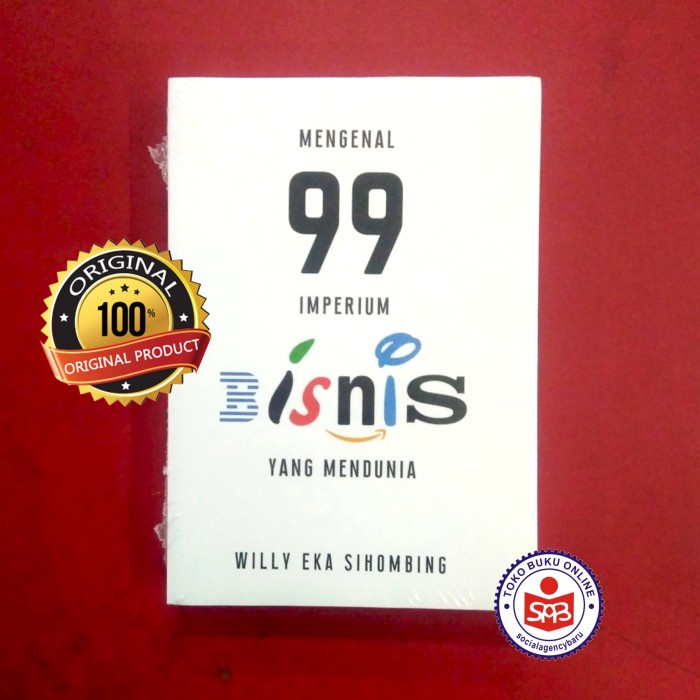 MENGENAL
99
IMPERIUM
BISNIS
YANG MENDUNIA
WILLY EKA SIHOMBING
ORIGINAL
100%
ORIGINAL PRODUCT
TOKO BUKU ONLINE
SAB
socialagencybaru